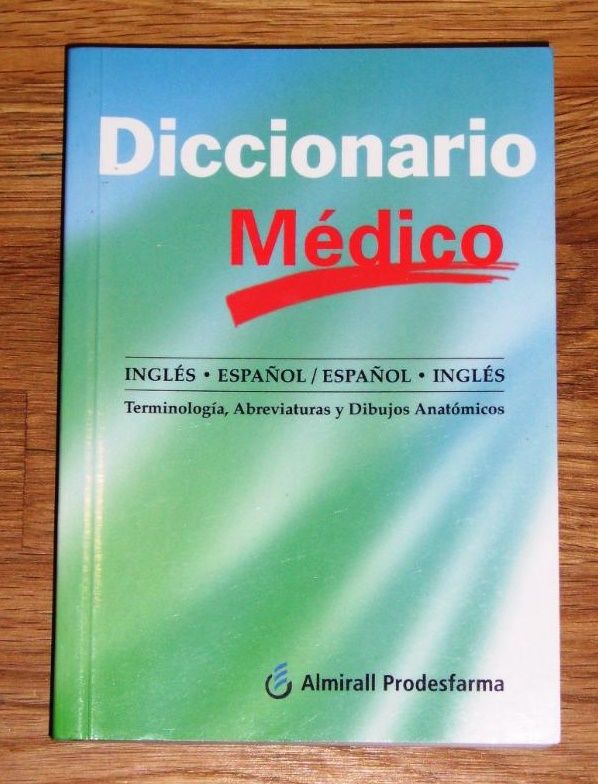 Diccionario
Médico
INGLÉS • ESPAÑOL / ESPAÑOL • INGLÉS
Terminología, Abreviaturas y Dibujos Anatómicos
Almirall Prodesfarma